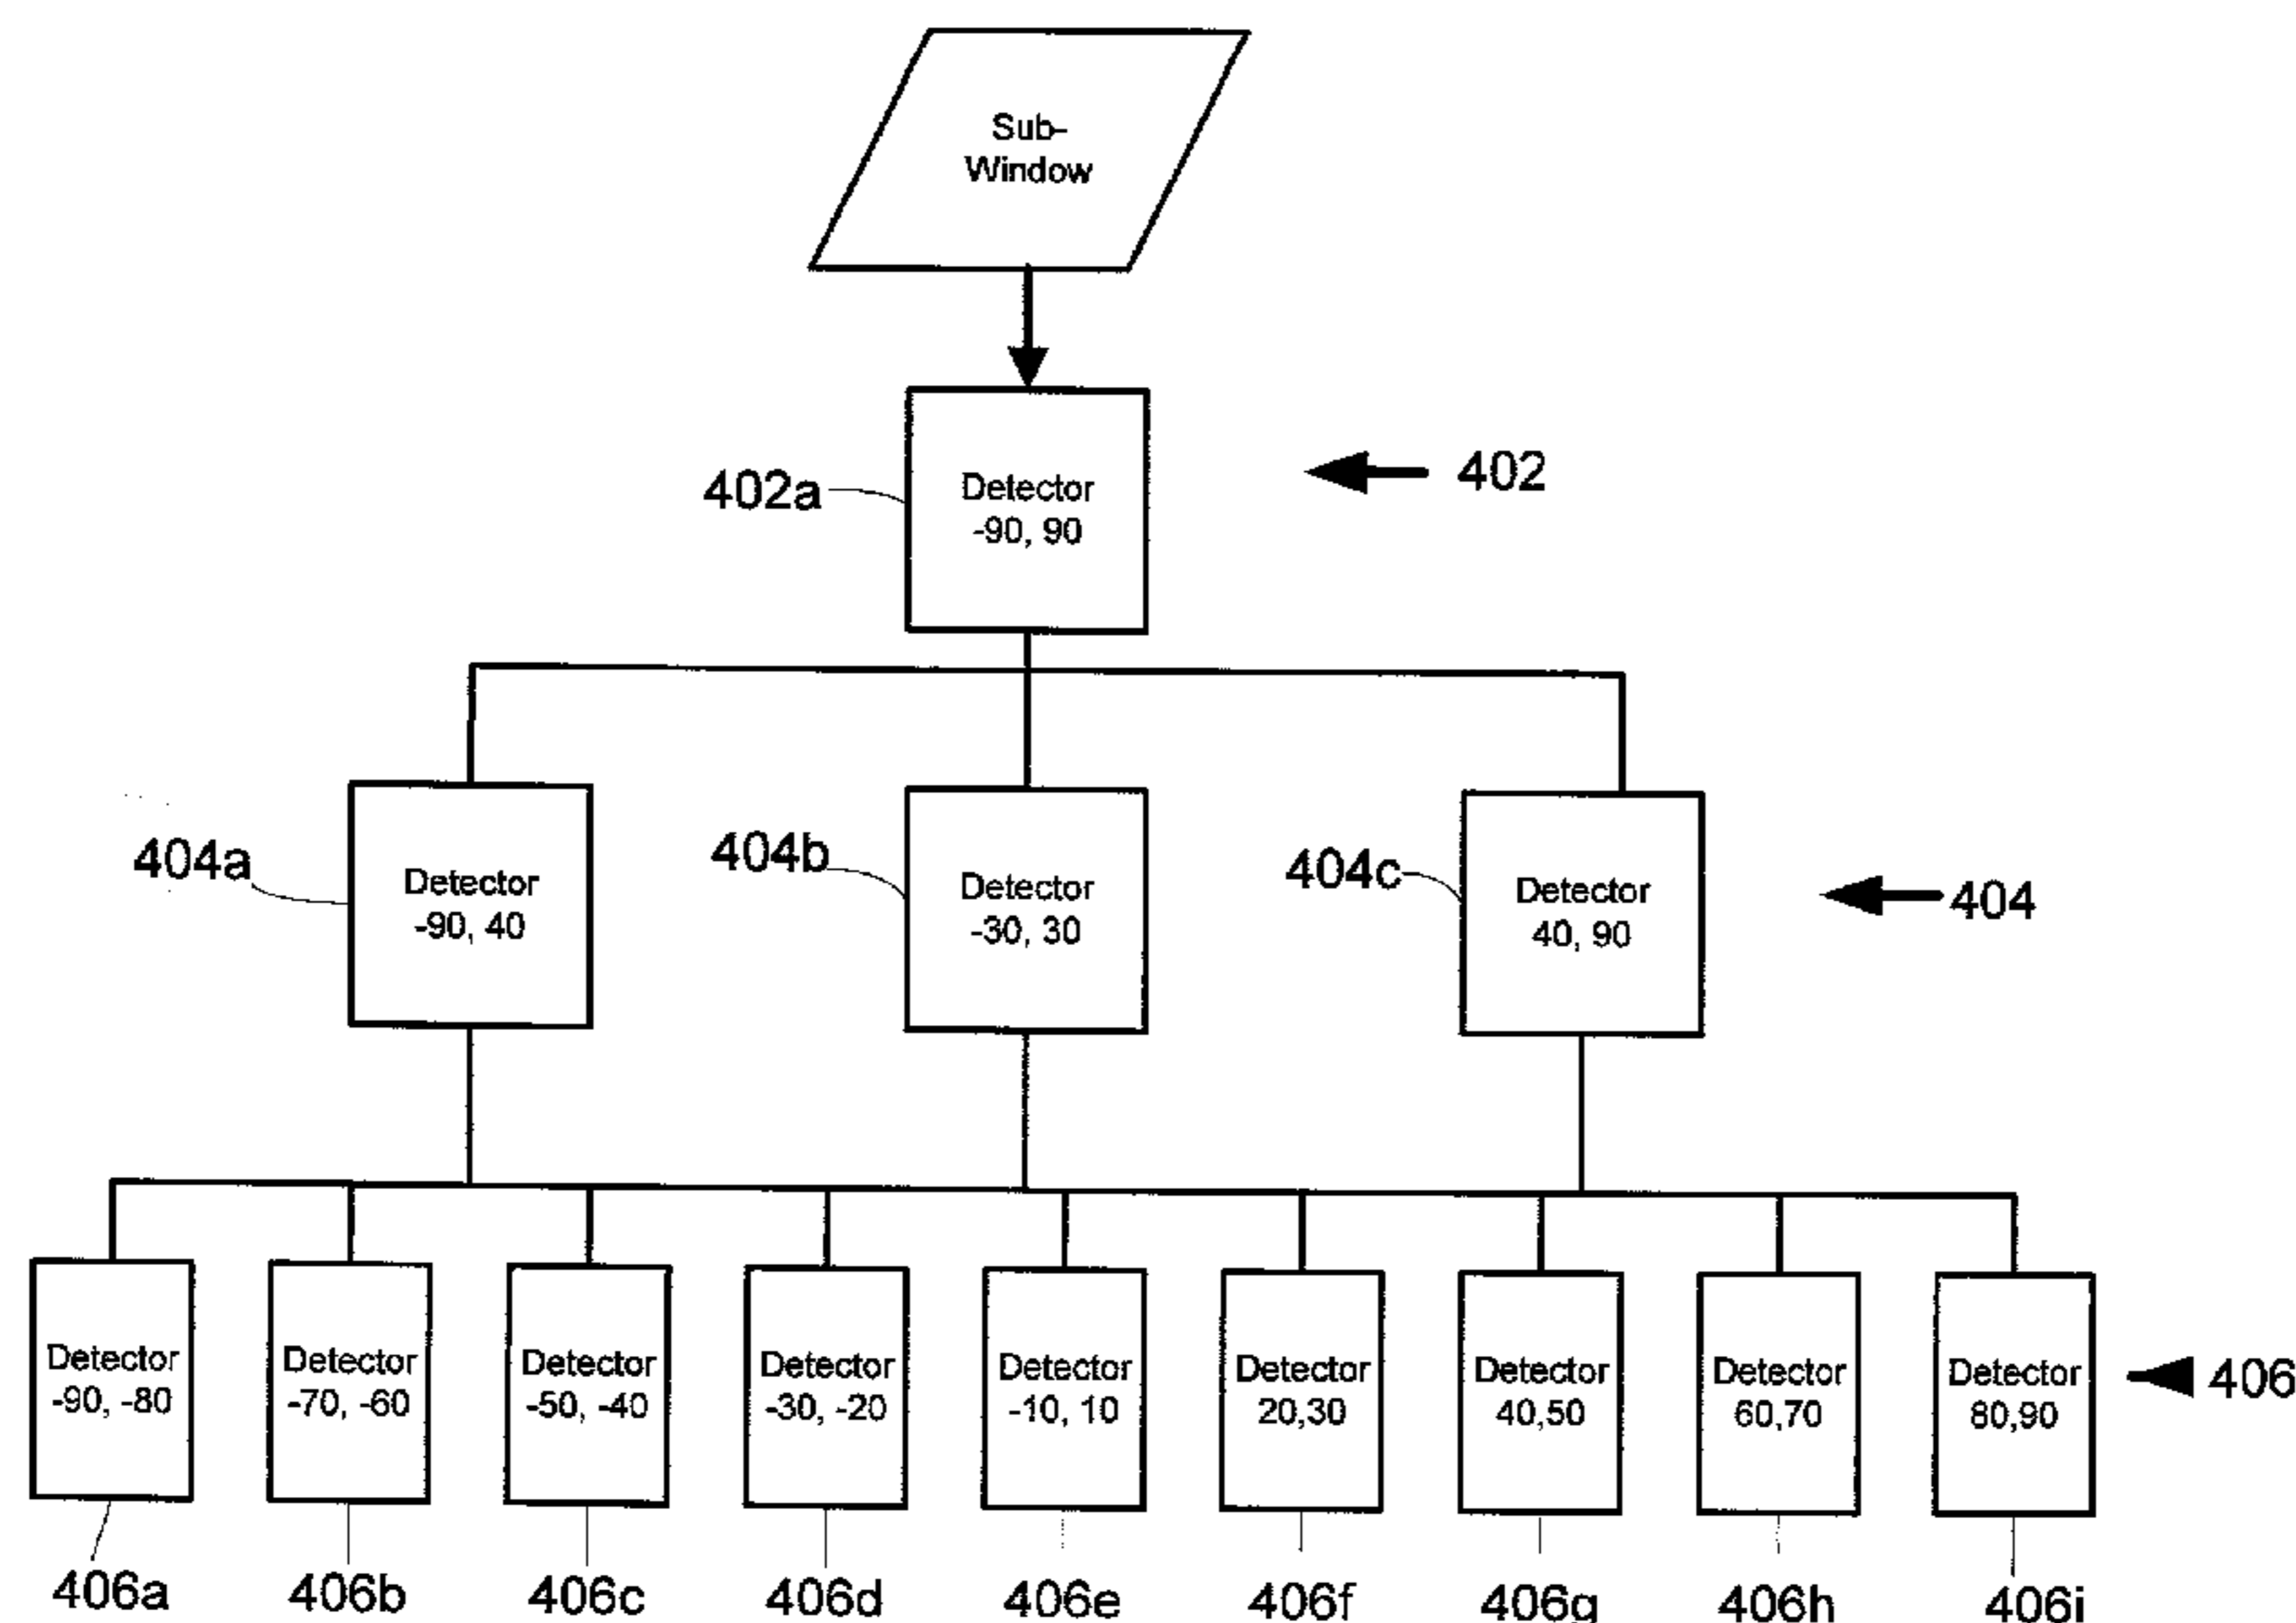 Sub-
Window
Detector
-90, 90
402a
402
Detector
-90, 40
404a
Detector
-30, 30
404b
Detector
40, 90
404c
404
Detector
-90, -80
Detector
-70, -60
Detector
-50, -40
Detector
-30, -20
Detector
-10, 10
Detector
20,30
Detector
40,50
Detector
60,70
Detector
80,90
406
406a
406b
406c
406d
406e
406f
406g
406h
406i